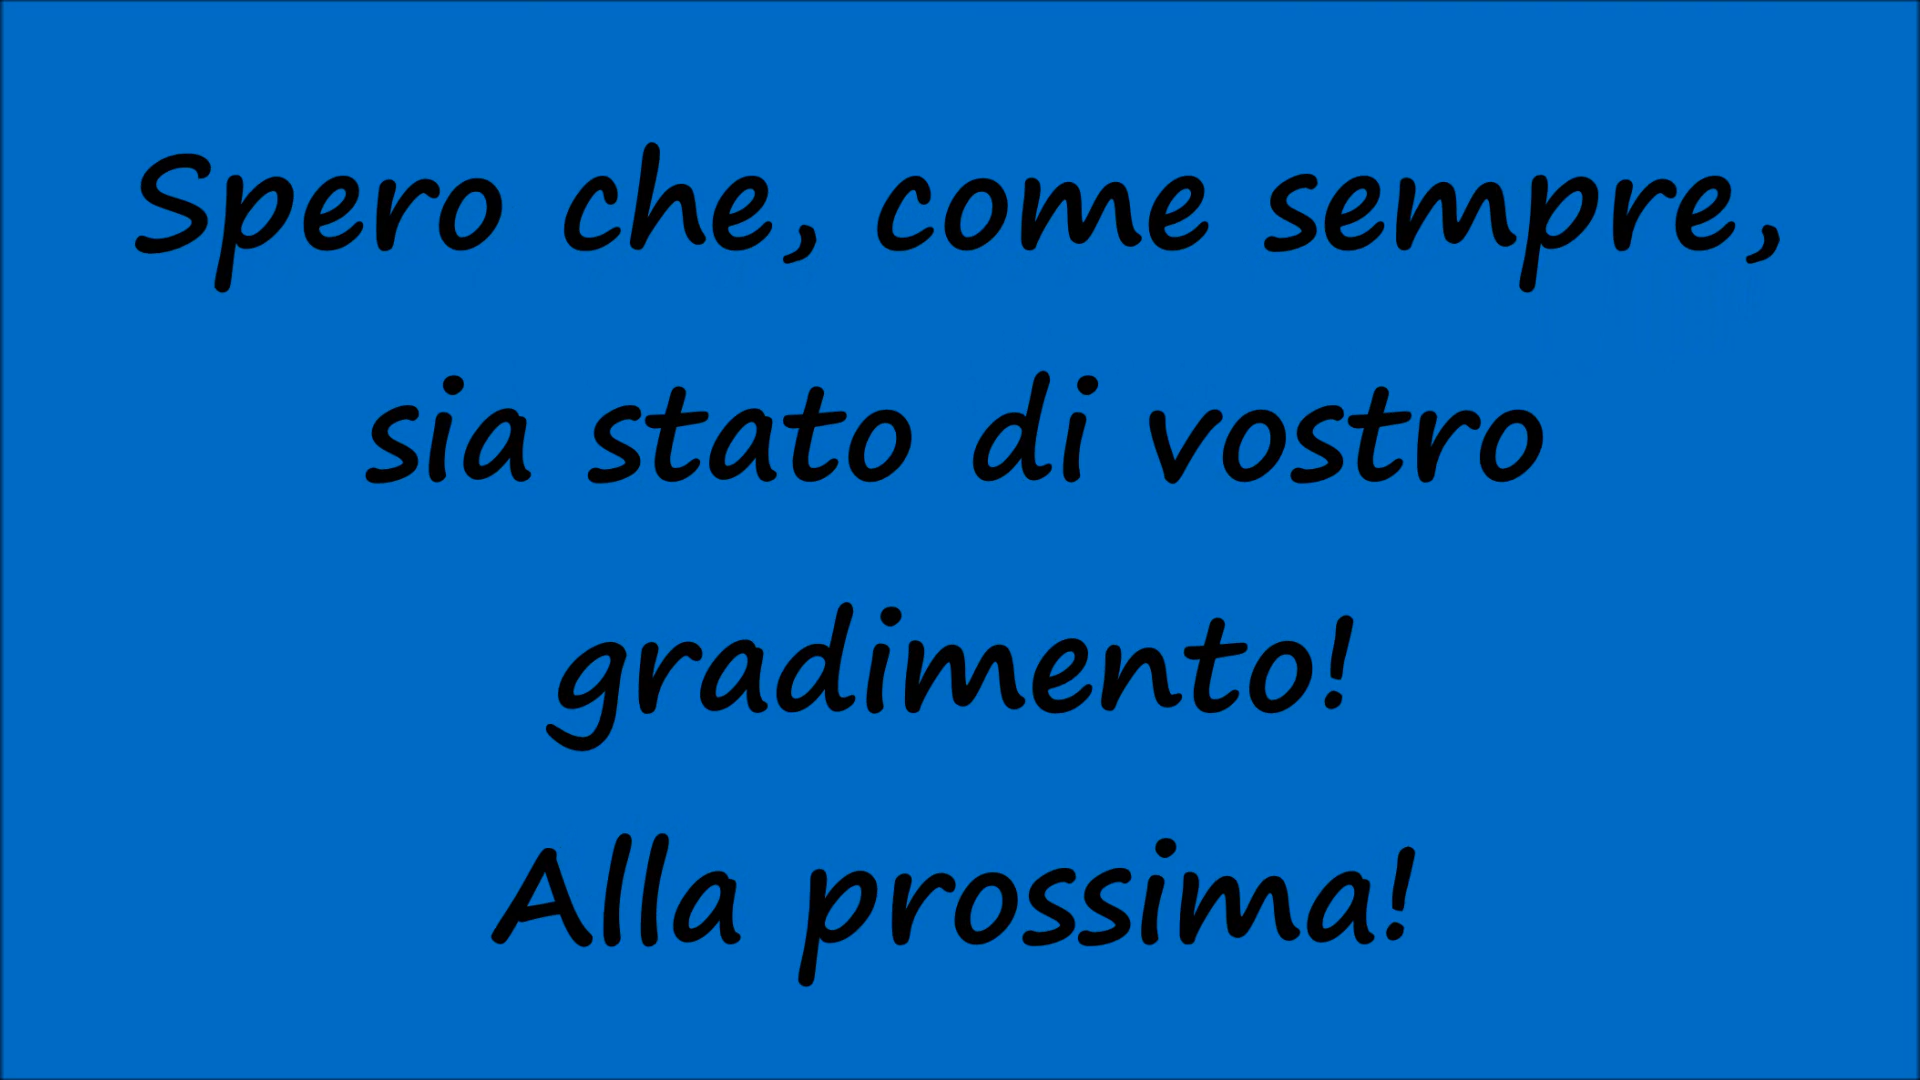 Spero che, come sempre,
sia stato di vostro
gradimento!
Alla prossima!